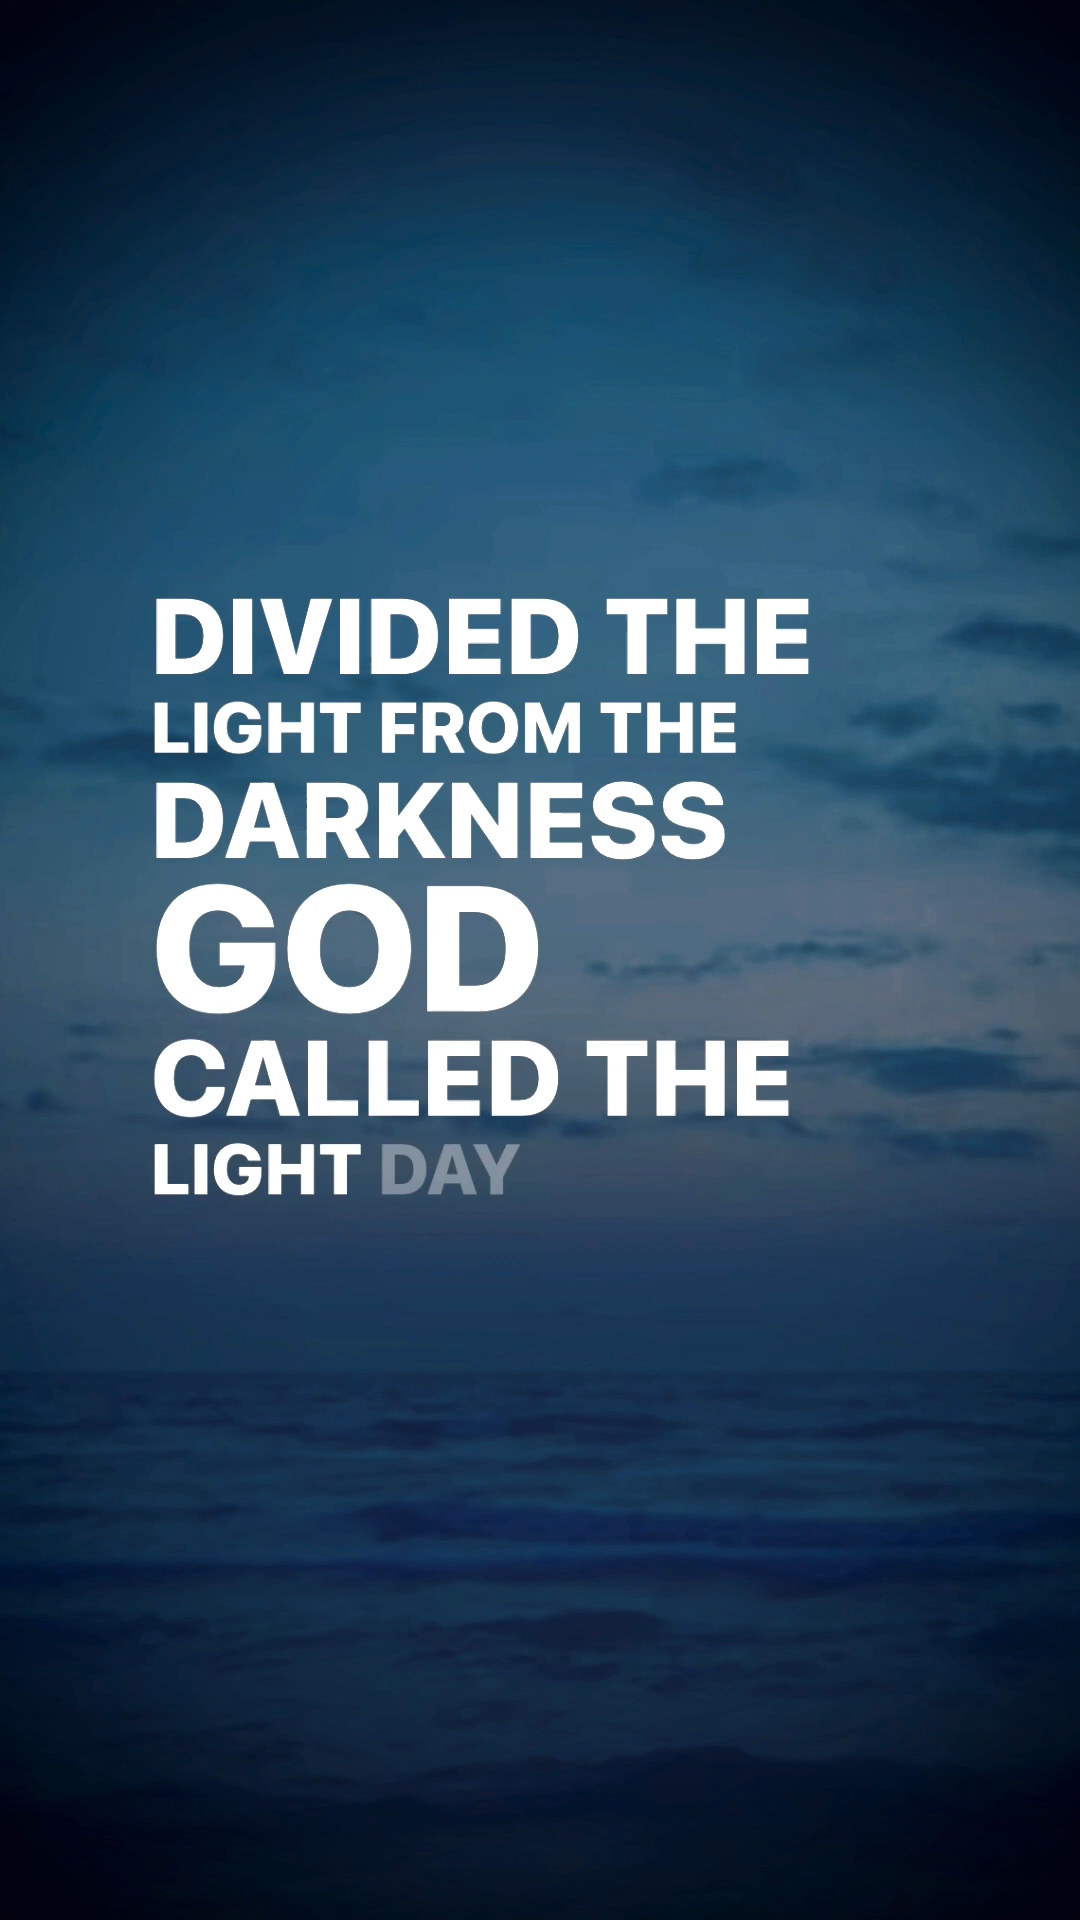 DIVIDED THE
LIGHT FROM THE
DARKNESS
GOD
CALLED THE
LIGHT DAY